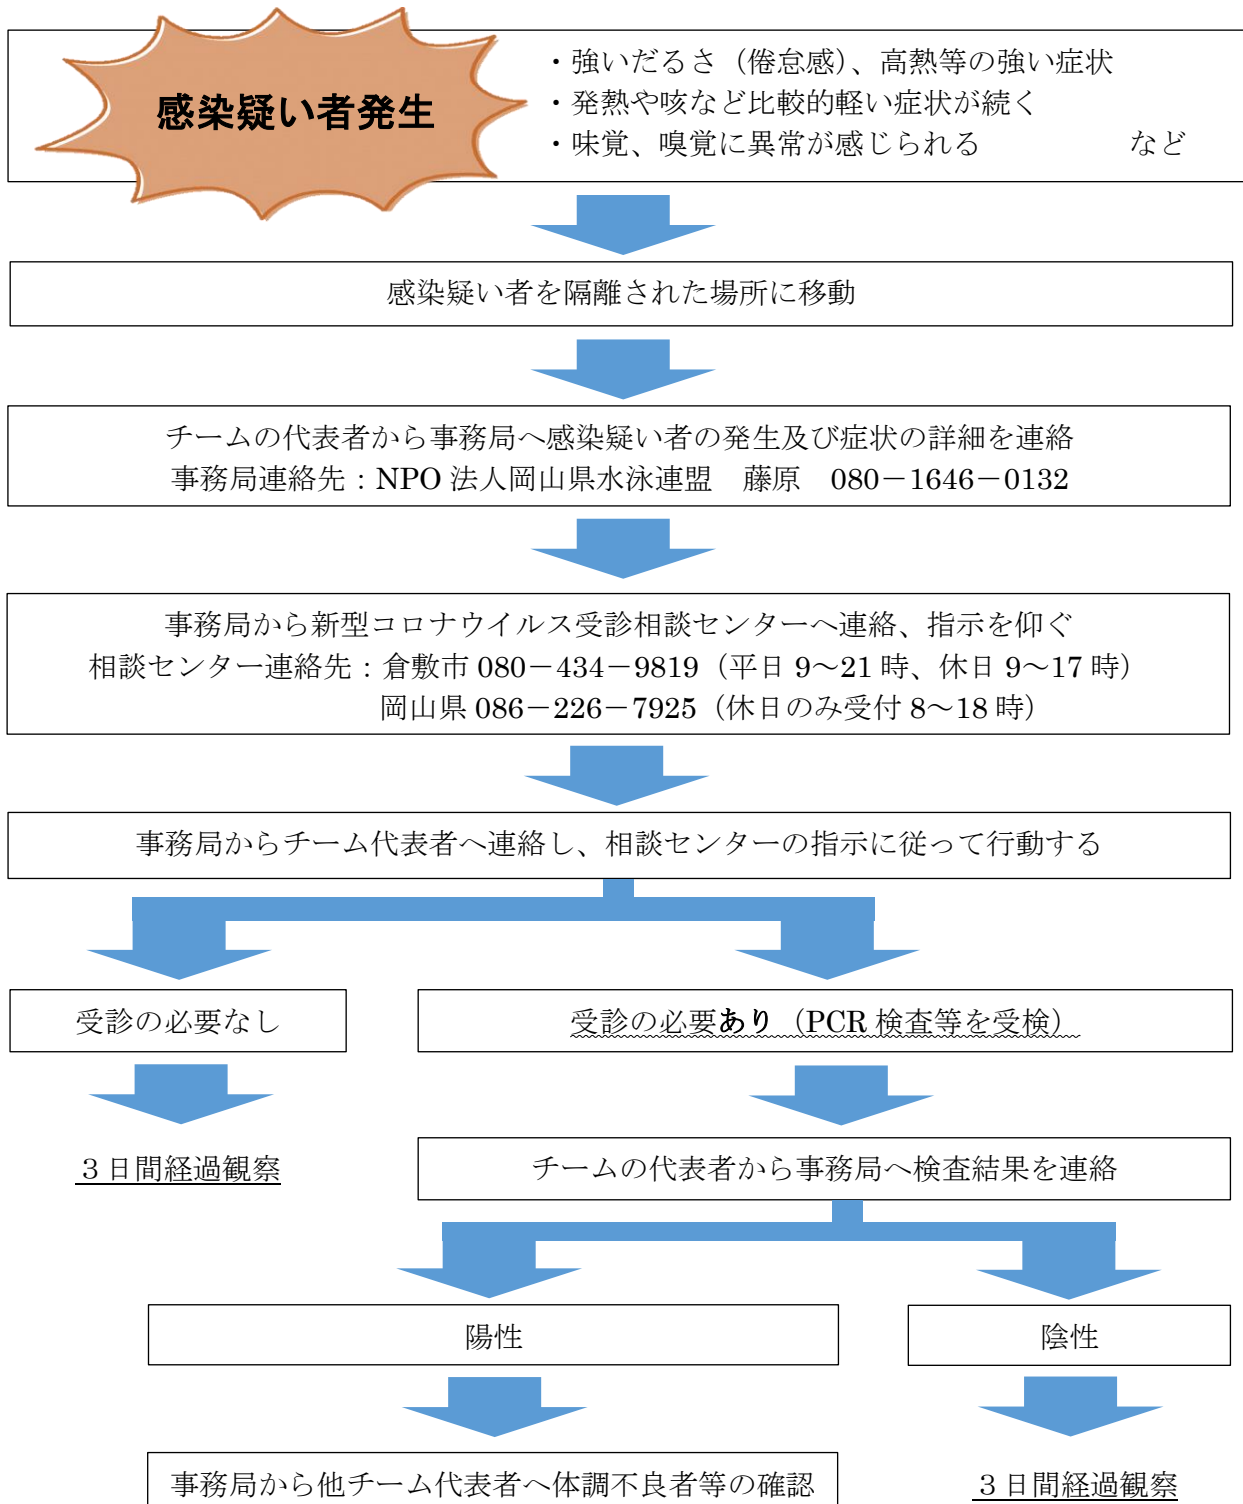 感染疑い者発生
・強いだるさ（倦怠感）、高熱等の強い症状
・発熱や咳など比較的軽い症状が続く
・味覚、嗅覚に異常が感じられる　　　　　など
感染疑い者を隔離された場所に移動
チームの代表者から事務局へ感染疑い者の発生及び症状の詳細を連絡
事務局連絡先：NPO 法人岡山県水泳連盟　藤原　080－1646－0132
事務局から新型コロナウイルス受診相談センターへ連絡、指示を仰ぐ
相談センター連絡先：倉敷市 080－434－9819（平日 9～21 時、休日 9～17 時）
岡山県 086－226－7925（休日のみ受付 8～18 時）
事務局からチーム代表者へ連絡し、相談センターの指示に従って行動する
受診の必要なし
受診の必要あり（PCR 検査等を受検）
３日間経過観察
チームの代表者から事務局へ検査結果を連絡
陽性
陰性
事務局から他チーム代表者へ体調不良者等の確認
３日間経過観察